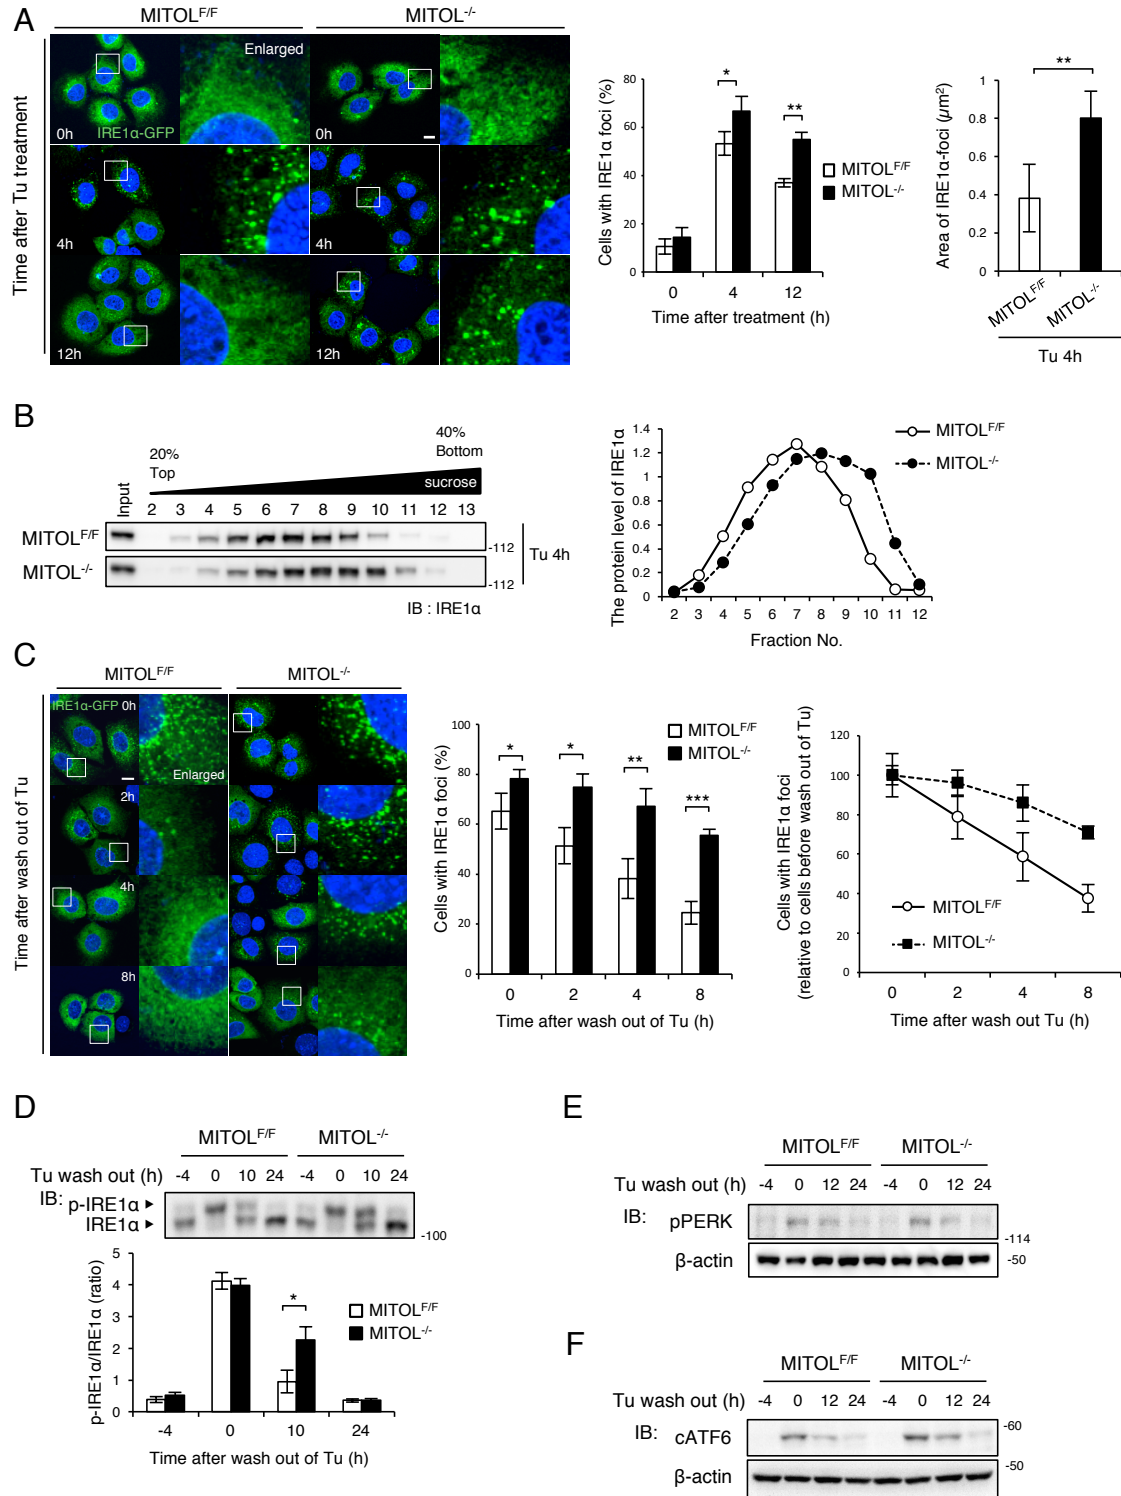 A
MITOL^F/F
MITOL^-/-
Time after Tu treatment
Enlarged
IRE1α-GFP
0h
0h
4h
4h
12h
12h
Cells with IRE1α foci (%)
80
60
40
20
0
*
**
MITOL^F/F
MITOL^-/-
0 4 12
Time after treatment (h)
Area of IRE1α-foci (μm²)
1
0.8
0.6
0.4
0.2
0
**
MITOL^F/F
MITOL^-/-
Tu 4h
B
20%
Top
40%
Bottom
sucrose
Input 2 3 4 5 6 7 8 9 10 11 12 13
MITOL^F/F
-112
MITOL^-/-
-112
Tu 4h
IB : IRE1α
The protein level of IRE1α
1.4
1.2
1
0.8
0.6
0.4
0.2
0
MITOL^F/F
MITOL^-/-
2 3 4 5 6 7 8 9 10 11 12
Fraction No.
C
MITOL^F/F
MITOL^-/-
Time after wash out of Tu
IRE1α-GFP 0h
Enlarged
2h
4h
8h
Cells with IRE1α foci (%)
100
80
60
40
20
0
*
*
**
***
MITOL^F/F
MITOL^-/-
0 2 4 8
Time after wash out of Tu (h)
Cells with IRE1α foci
(relative to cells before wash out of Tu)
120
100
80
60
40
20
0
MITOL^F/F
MITOL^-/-
0 2 4 8
Time after wash out Tu (h)
D
MITOL^F/F
MITOL^-/-
Tu wash out (h) -4 0 10 24 -4 0 10 24
IB: p-IRE1α
IRE1α
-100
p-IRE1α/IRE1α (ratio)
5
4
3
2
1
0
*
MITOL^F/F
MITOL^-/-
-4 0 10 24
Time after wash out of Tu (h)
E
MITOL^F/F
MITOL^-/-
Tu wash out (h) -4 0 12 24 -4 0 12 24
IB: pPERK
-114
β-actin
-50
F
MITOL^F/F
MITOL^-/-
Tu wash out (h) -4 0 12 24 -4 0 12 24
IB: cATF6
-60
-50
β-actin